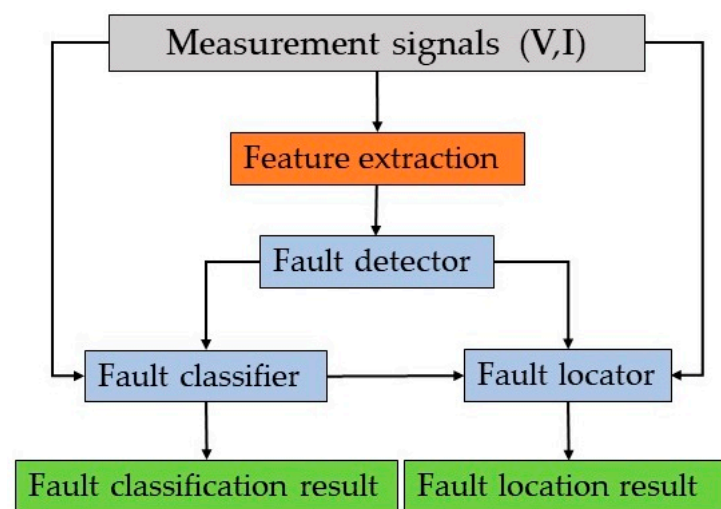 Measurement signals (V,I)
Feature extraction
Fault detector
Fault classifier
Fault locator
Fault classification result
Fault location result